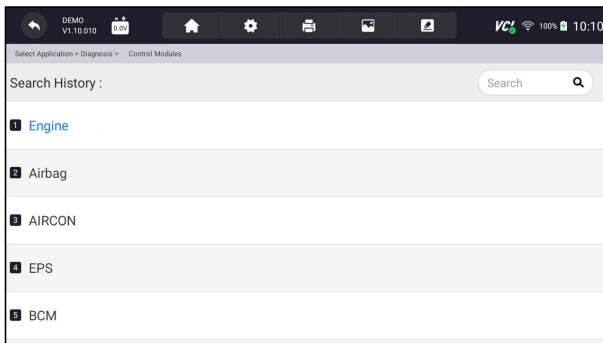 DEMO
V1.10.010
0.0V
VCI 100% 10:10
Select Application > Diagnosis > Control Modules
Search History :
Search
1 Engine
2 Airbag
3 AIRCON
4 EPS
5 BCM